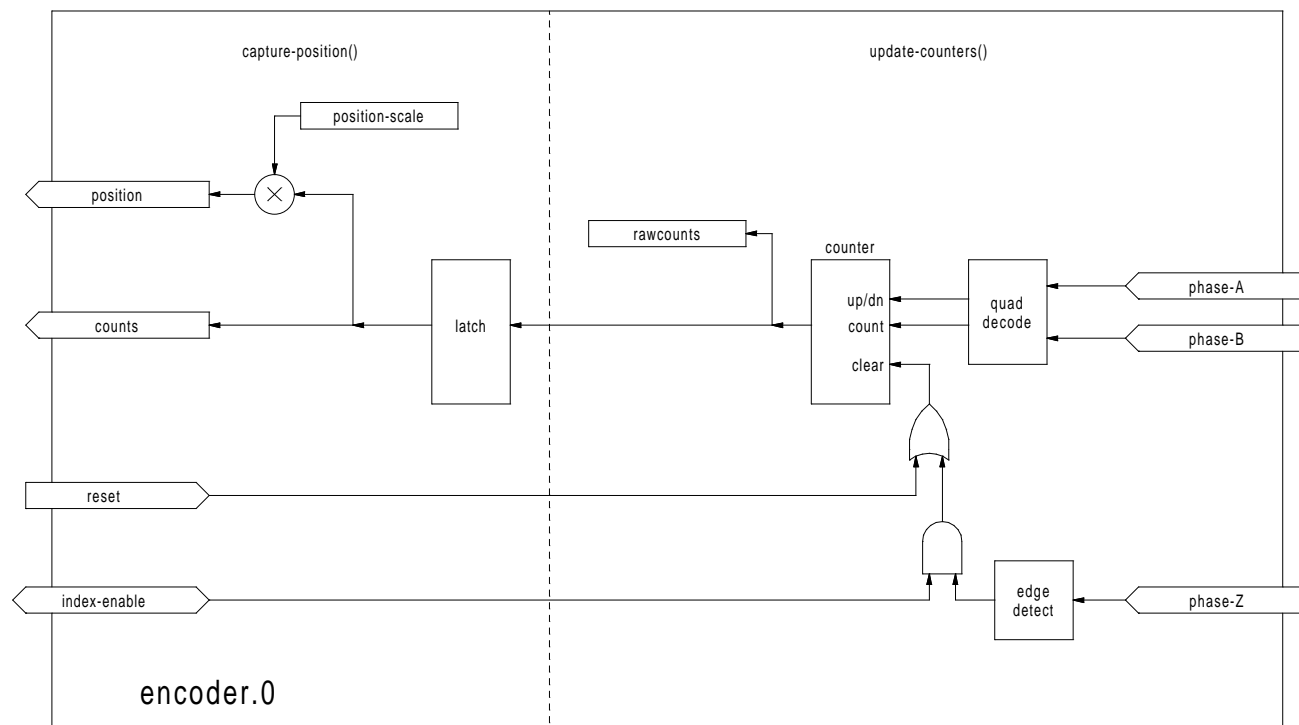 capture-position()
update-counters()
position-scale
position
rawcounts
counter
phase-A
up/dn
quad
decode
counts
latch
count
phase-B
clear
reset
index-enable
edge
detect
phase-Z
encoder.0